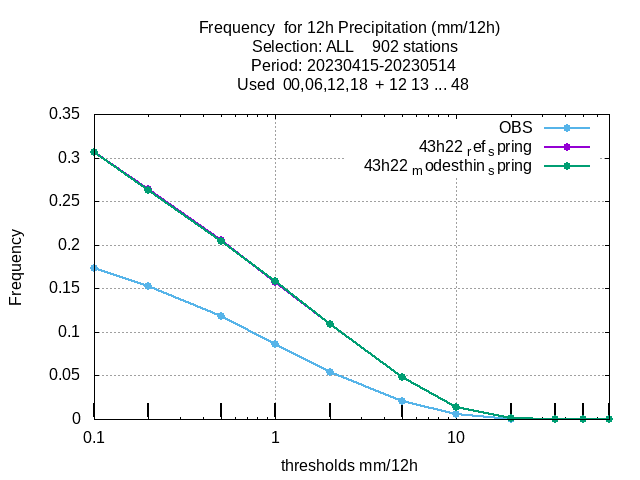 Frequency for 12h Precipitation (mm/12h)
Selection: ALL 902 stations
Period: 20230415-20230514
Used 00,06,12,18 + 12 13 ... 48
OBS
43h22 ref spring
43h22 modesthin spring
0.35
0.3
0.25
0.2
0.15
0.1
0.05
0
Frequency
0.1 1 10
thresholds mm/12h